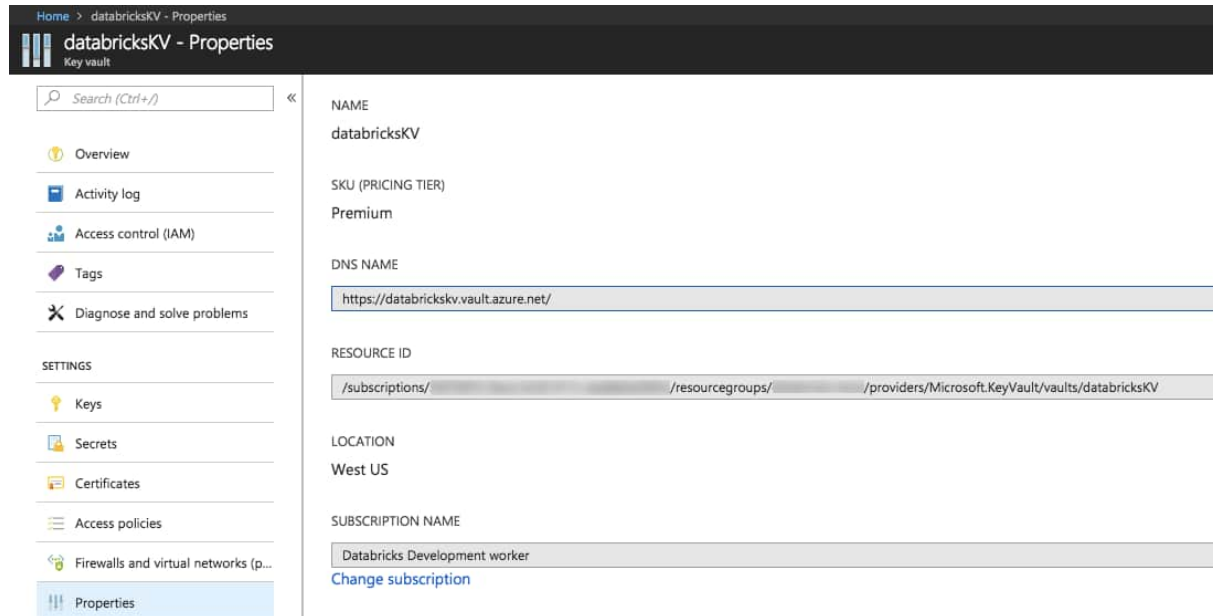 Home > databricksKV - Properties
databricksKV - Properties
Key vault
Search (Ctrl+/)
«
Overview
Activity log
Access control (IAM)
Tags
Diagnose and solve problems
SETTINGS
Keys
Secrets
Certificates
Access policies
Firewalls and virtual networks (p...
Properties
NAME
databricksKV
SKU (PRICING TIER)
Premium
DNS NAME
https://databrickskv.vault.azure.net/
RESOURCE ID
/subscriptions/ /resourcegroups/ /providers/Microsoft.KeyVault/vaults/databricksKV
LOCATION
West US
SUBSCRIPTION NAME
Databricks Development worker
Change subscription